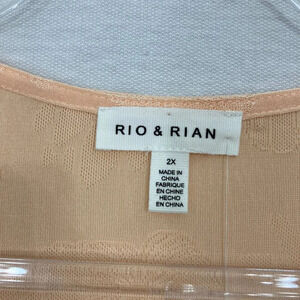 RIO & RIAN
2X
MADE IN
CHINA
FABRIQUE
EN CHINE
HECHO
EN CHINA